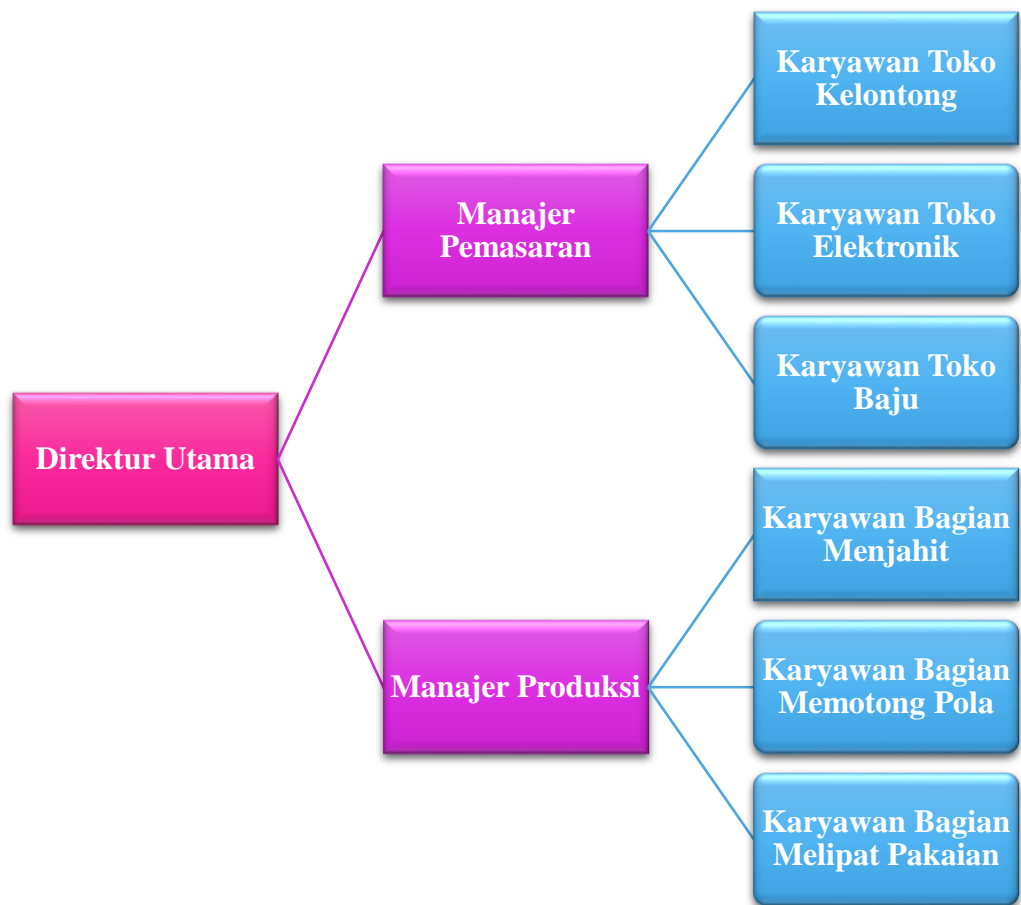 Direktur Utama
Manajer
Pemasaran
Karyawan Toko
Kelontong
Karyawan Toko
Elektronik
Karyawan Toko
Baju
Manajer Produksi
Karyawan Bagian
Menjahit
Karyawan Bagian
Memotong Pola
Karyawan Bagian
Melipat Pakaian